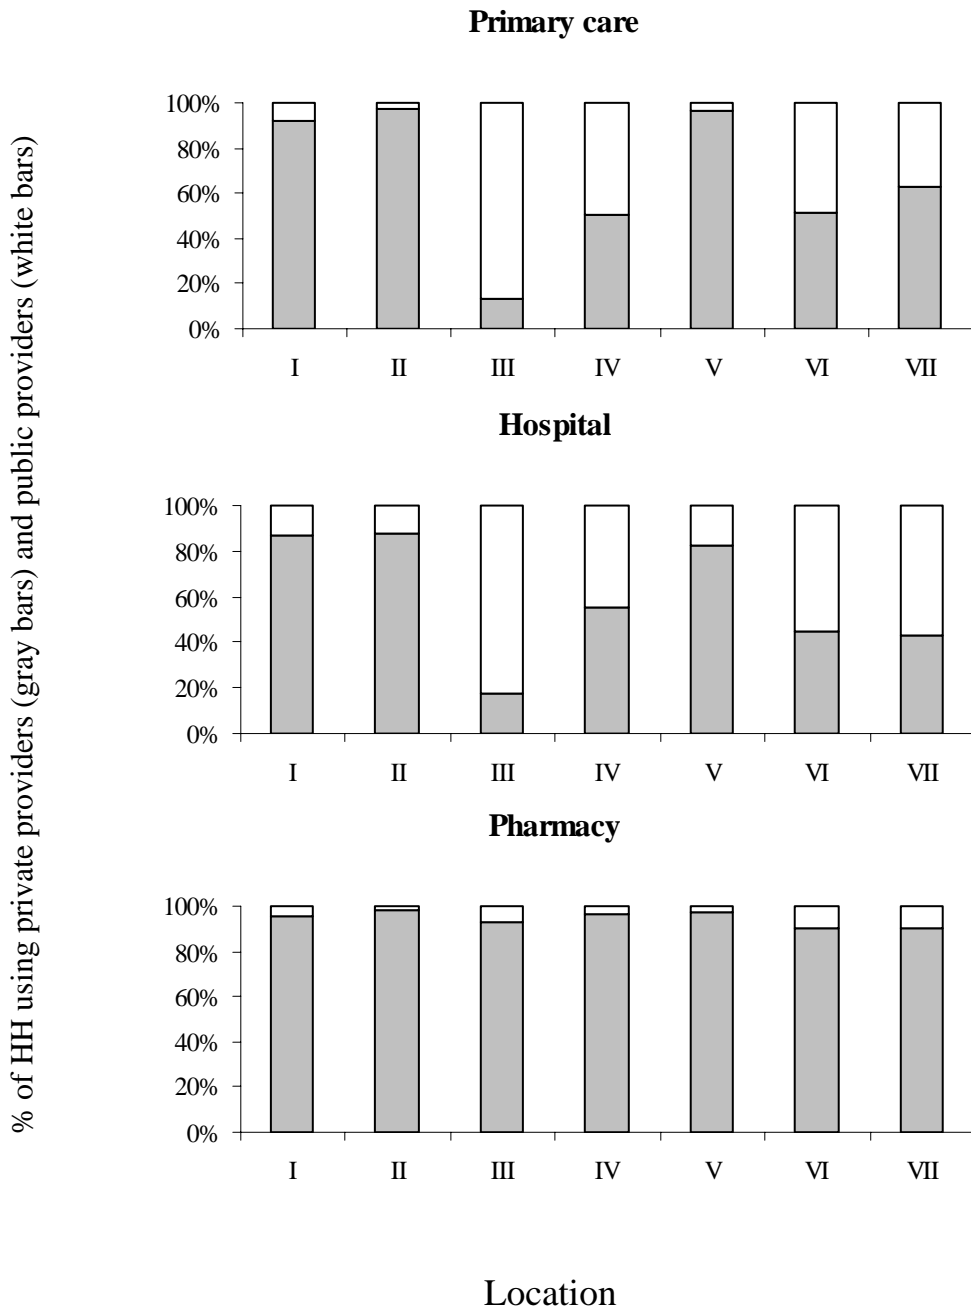 Primary care
% of HH using private providers (gray bars) and public providers (white bars)
100%
80%
60%
40%
20%
0%
I II III IV V VI VII
Hospital
100%
80%
60%
40%
20%
0%
I II III IV V VI VII
Pharmacy
100%
80%
60%
40%
20%
0%
I II III IV V VI VII
Location